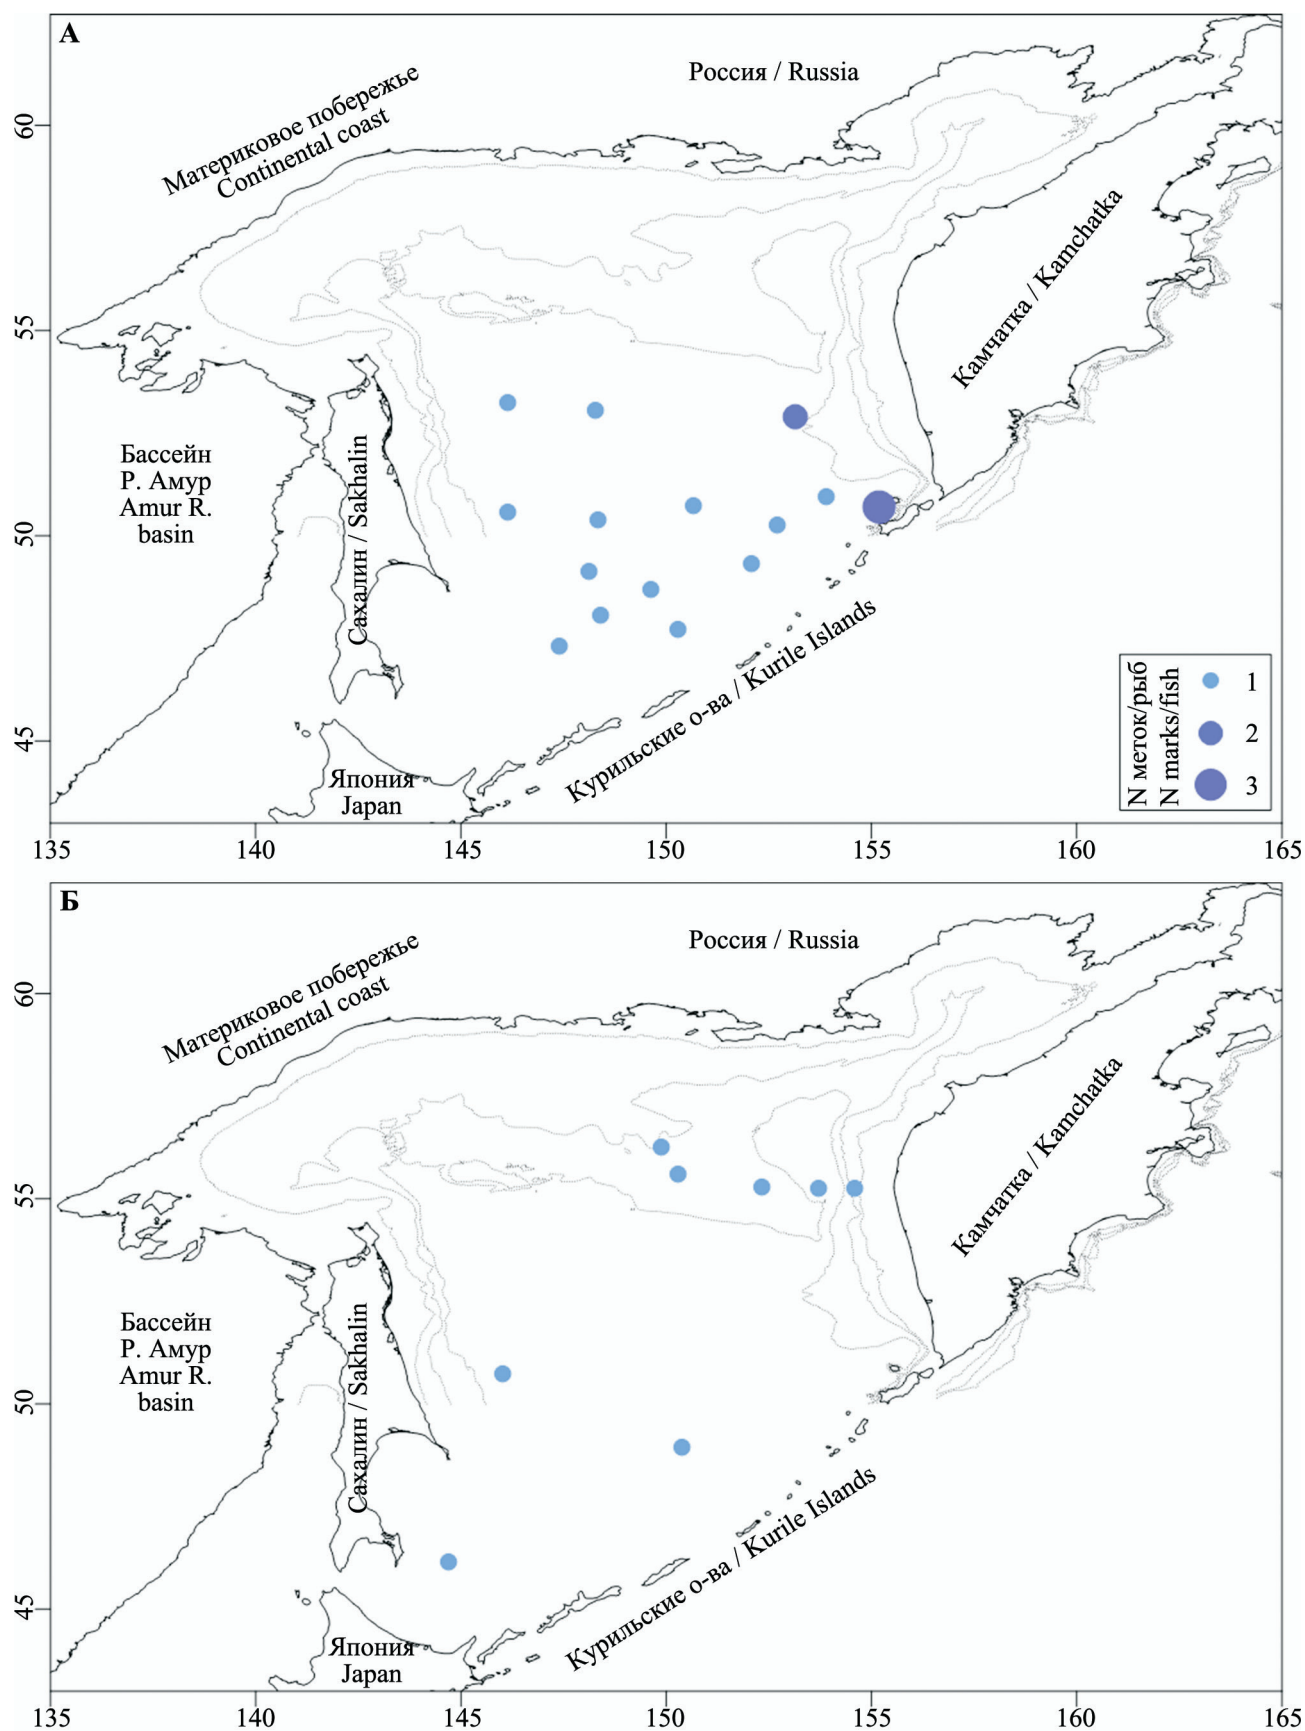 А
Россия / Russia
Материковое побережье
Continental coast
60
Камчатка / Kamchatka
55
Бассейн
Р. Амур
Amur R.
basin
Сахалин / Sakhalin
50
Курильские о-ва / Kurile Islands
N меток/рыб
N marks/fish
1
2
3
45
Япония
Japan
135 140 145 150 155 160 165
Б
Россия / Russia
Материковое побережье
Continental coast
60
Камчатка / Kamchatka
55
Бассейн
Р. Амур
Amur R.
basin
Сахалин / Sakhalin
50
Курильские о-ва / Kurile Islands
45
Япония
Japan
135 140 145 150 155 160 165